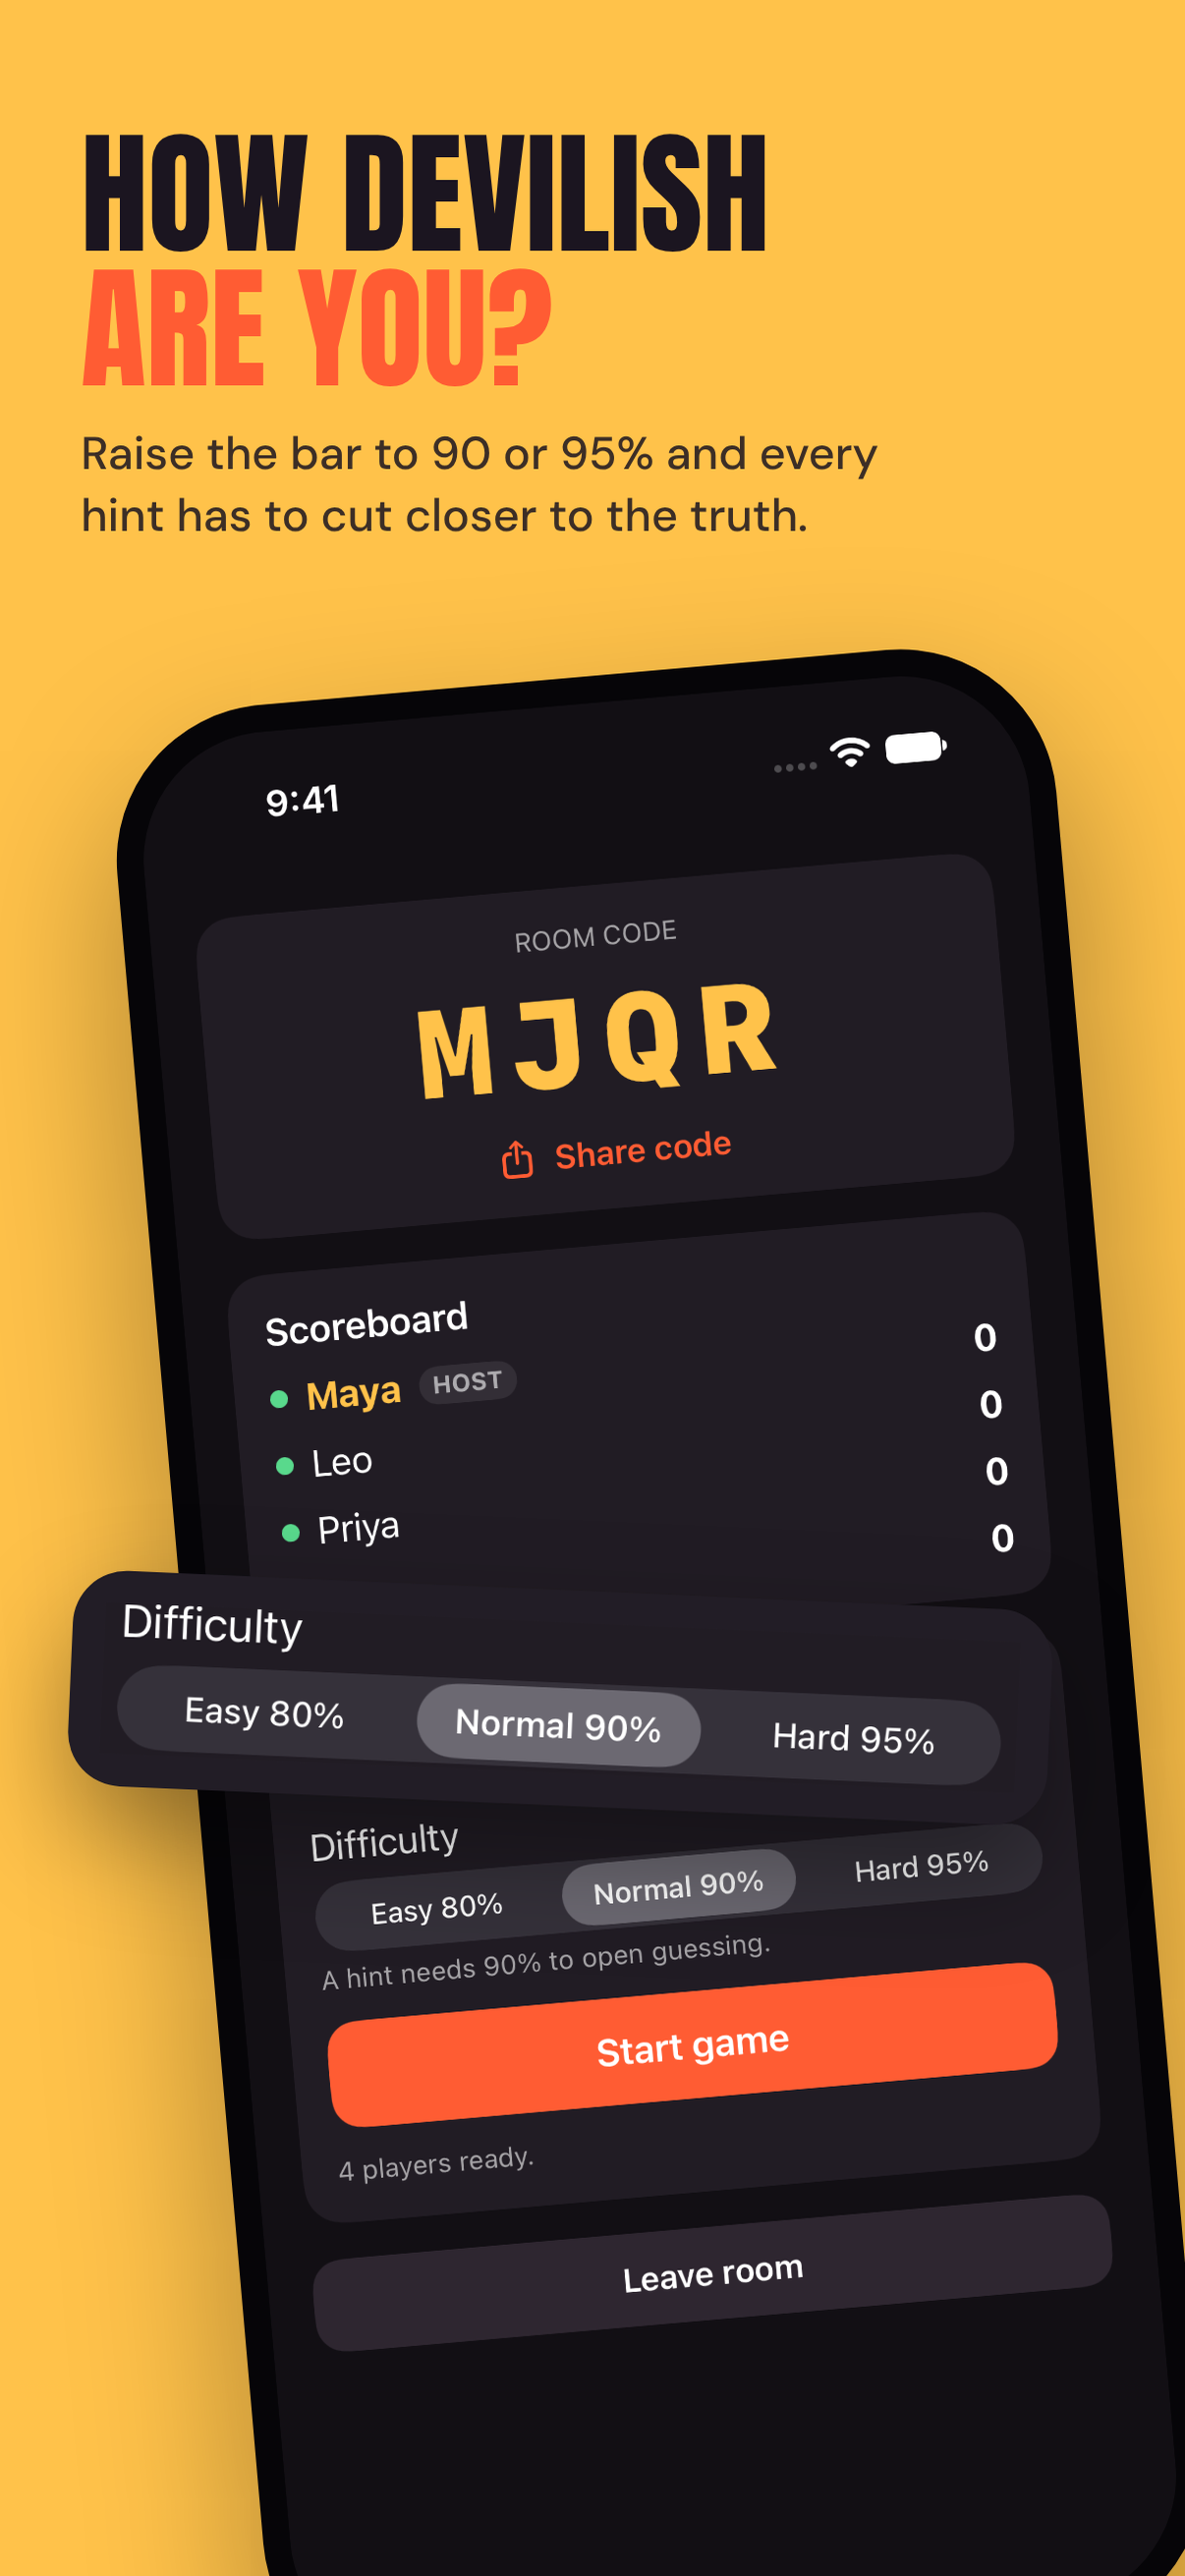 HOW DEVILISH
ARE YOU?
Raise the bar to 90 or 95% and every
hint has to cut closer to the truth.
9:41
ROOM CODE
MJQR
Share code
Scoreboard
Maya HOST 0
Leo 0
Priya 0
0
Difficulty
Easy 80% Normal 90% Hard 95%
Difficulty
Easy 80% Normal 90% Hard 95%
A hint needs 90% to open guessing.
Start game
4 players ready.
Leave room